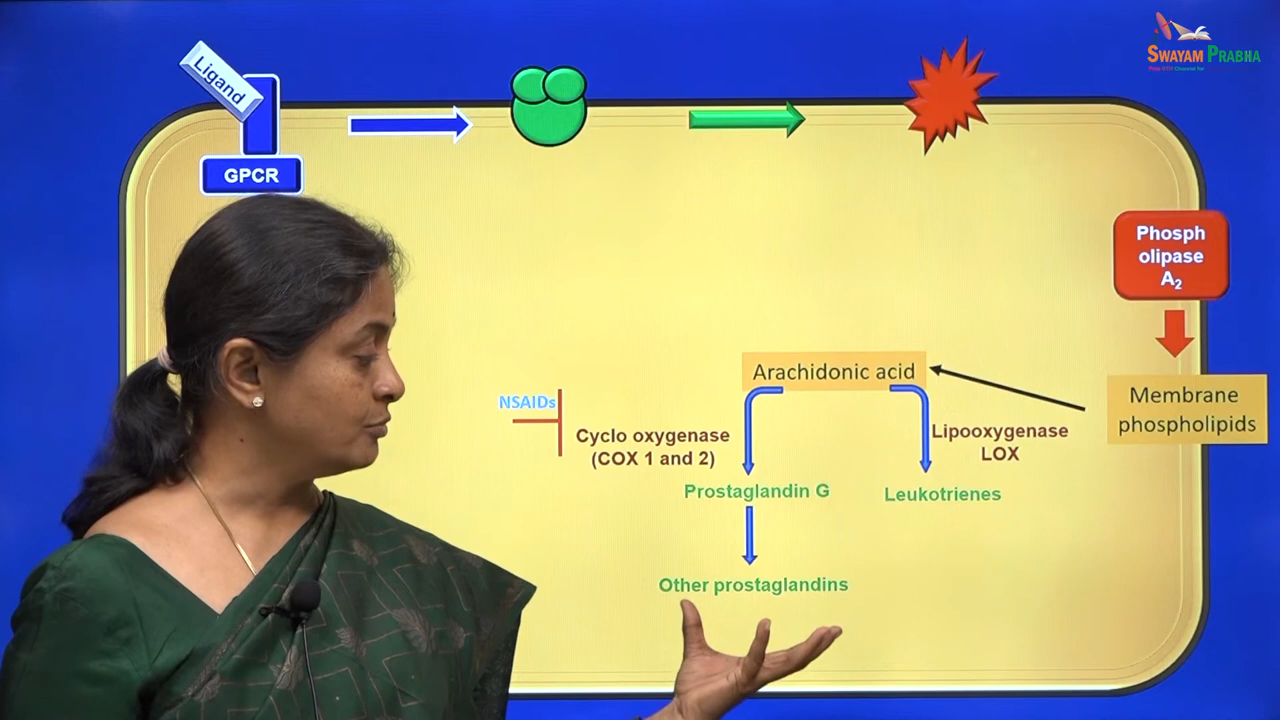 SWAYAM PRABHA
Ligand
GPCR
Phosph
olipase
A₂
Arachidonic acid
Membrane
phospholipids
NSAIDs
Cyclo oxygenase
(COX 1 and 2)
Lipooxygenase
LOX
Prostaglandin G
Leukotrienes
Other prostaglandins